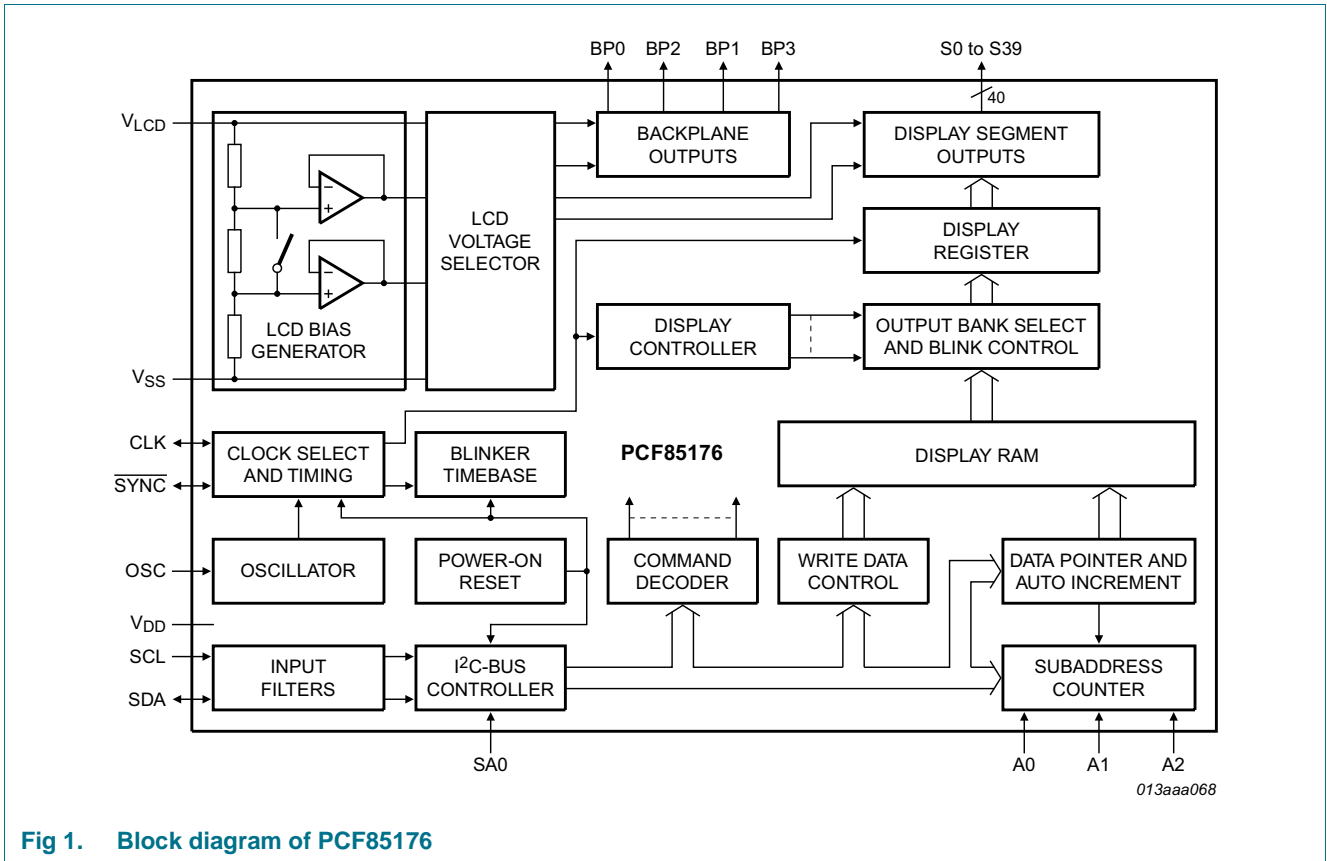 BP0 BP2 BP1 BP3 S0 to S39
40
VLCD
BACKPLANE
OUTPUTS
DISPLAY SEGMENT
OUTPUTS
−
+
LCD
VOLTAGE
SELECTOR
DISPLAY
REGISTER
−
+
LCD BIAS
GENERATOR
DISPLAY
CONTROLLER
OUTPUT BANK SELECT
AND BLINK CONTROL
VSS
CLK
SYNC
CLOCK SELECT
AND TIMING
BLINKER
TIMEBASE
PCF85176
DISPLAY RAM
OSC
OSCILLATOR
POWER-ON
RESET
COMMAND
DECODER
WRITE DATA
CONTROL
DATA POINTER AND
AUTO INCREMENT
VDD
SCL
SDA
INPUT
FILTERS
I2C-BUS
CONTROLLER
SUBADDRESS
COUNTER
SA0 A0 A1 A2
013aaa068
Fig 1. Block diagram of PCF85176